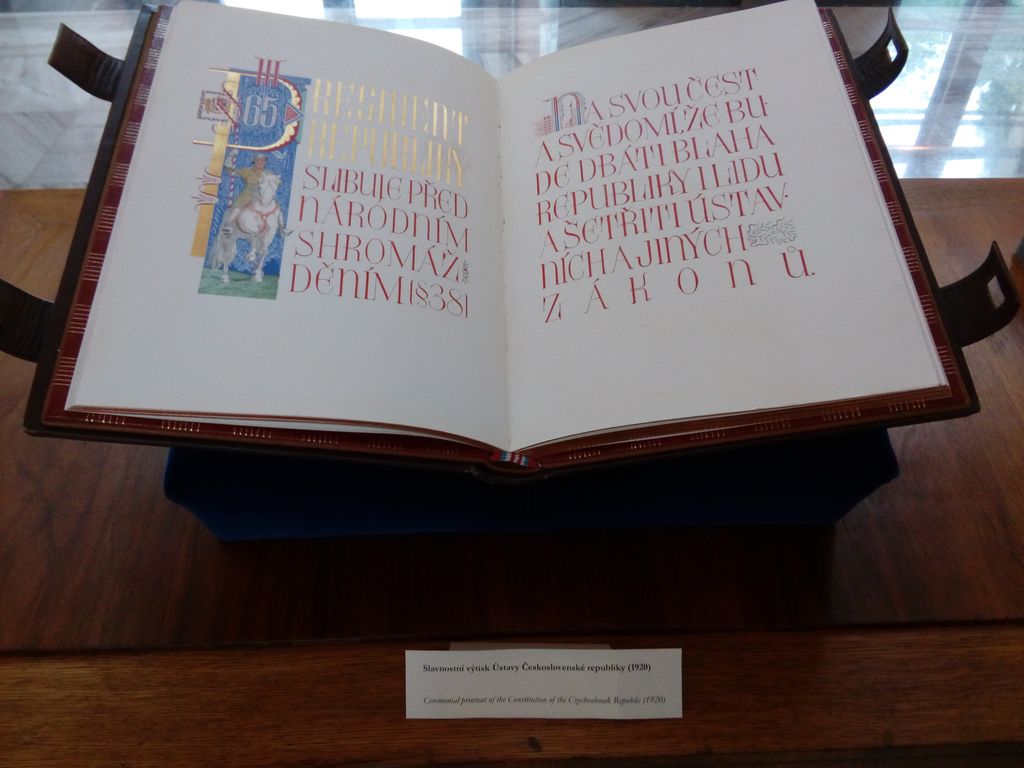 III
§ 65
PRESIDENT
REPUBLIKY
SLIBUJE PŘED
NÁRODNÍM
SHROMÁŽ-
DĚNÍM (§38)
NA SVOU ČEST
A SVĚDOMÍ, ŽE BU-
DE DBÁTI BLAHA
REPUBLIKY I LIDU
A ŠETŘITI ÚSTAV-
NÍCH A JINÝCH
ZÁKONŮ.
Slavnostní výtisk Ústavy Československé republiky (1920)
Ceremonial printout of the Constitution of the Czechoslovak Republic (1920)